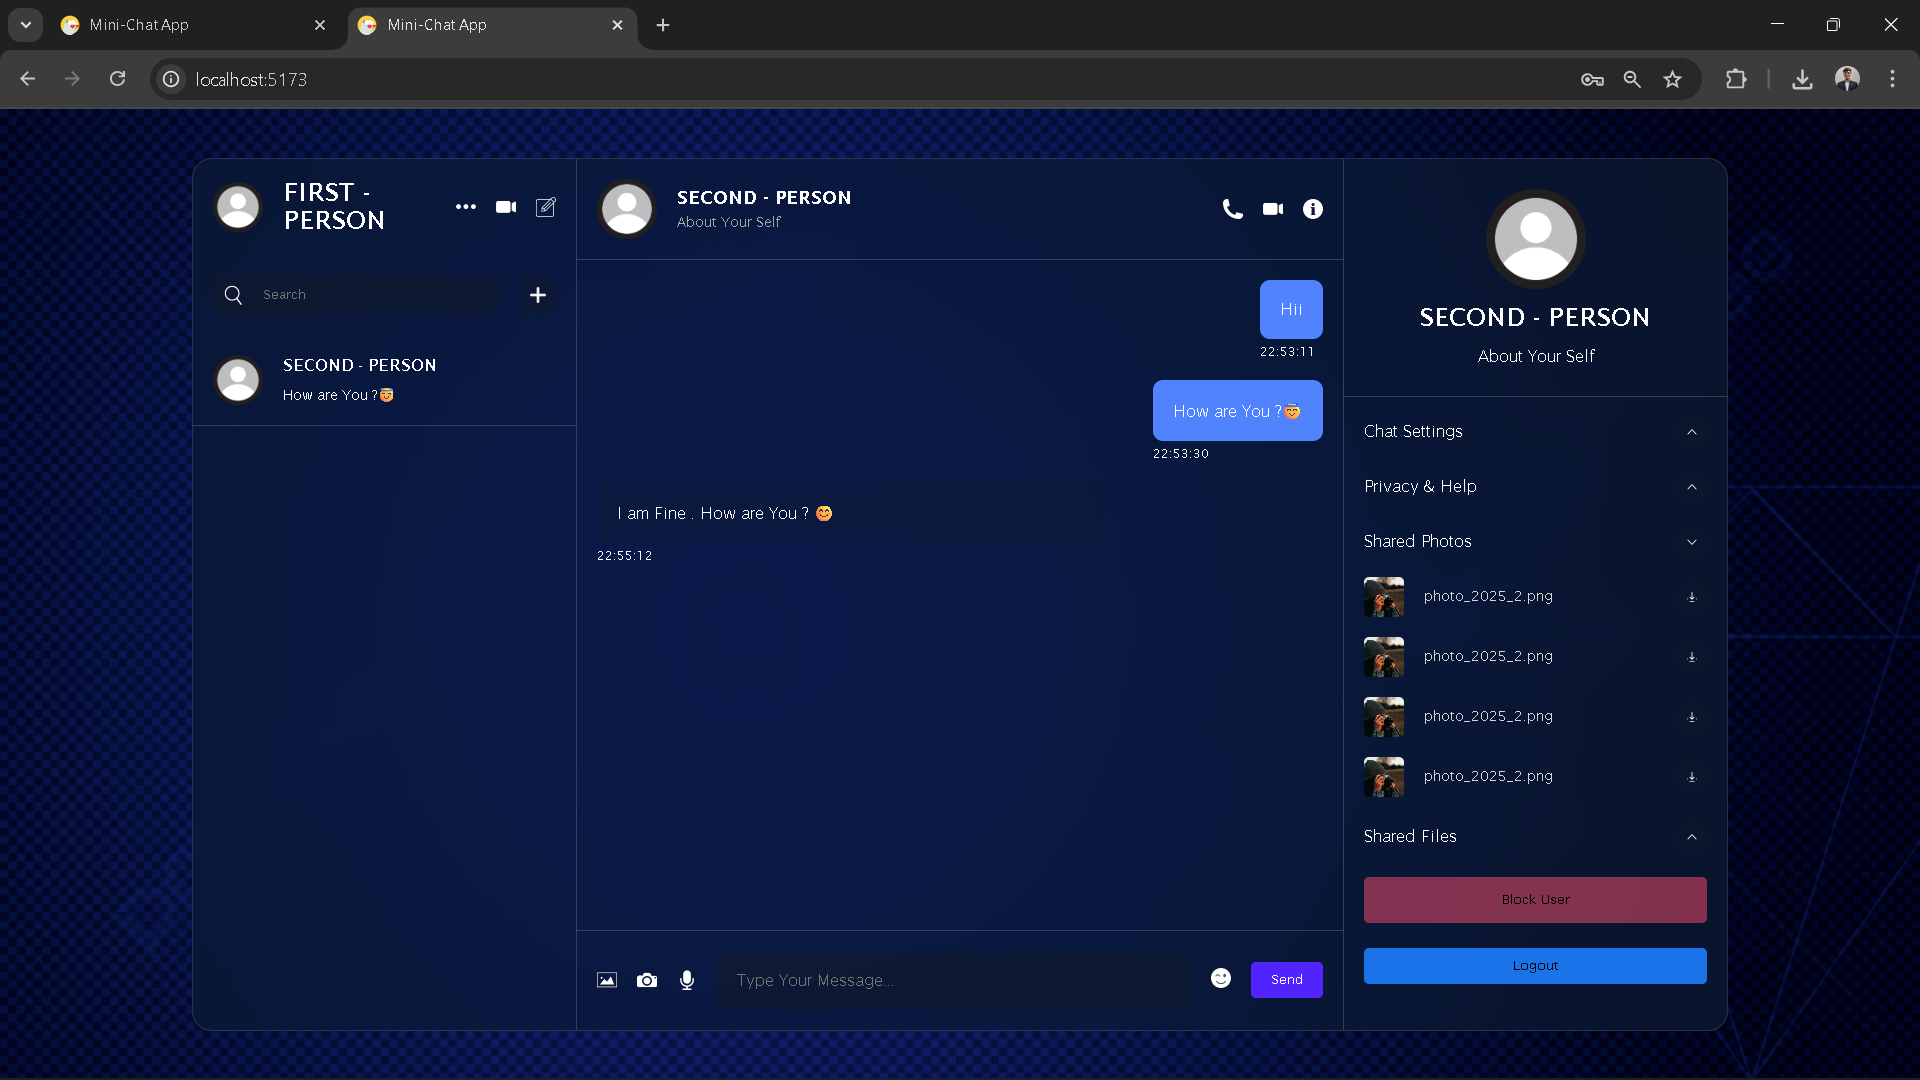 Mini-Chat App
Mini-Chat App
localhost:5173
FIRST -
PERSON
Search
SECOND - PERSON
How are You ?😇
SECOND - PERSON
About Your Self
Hii
22:53:11
How are You ?😇
22:53:30
I am Fine . How are You ? 😊
22:55:12
Type Your Message...
Send
SECOND - PERSON
About Your Self
Chat Settings
Privacy & Help
Shared Photos
photo_2025_2.png
photo_2025_2.png
photo_2025_2.png
photo_2025_2.png
Shared Files
Block User
Logout